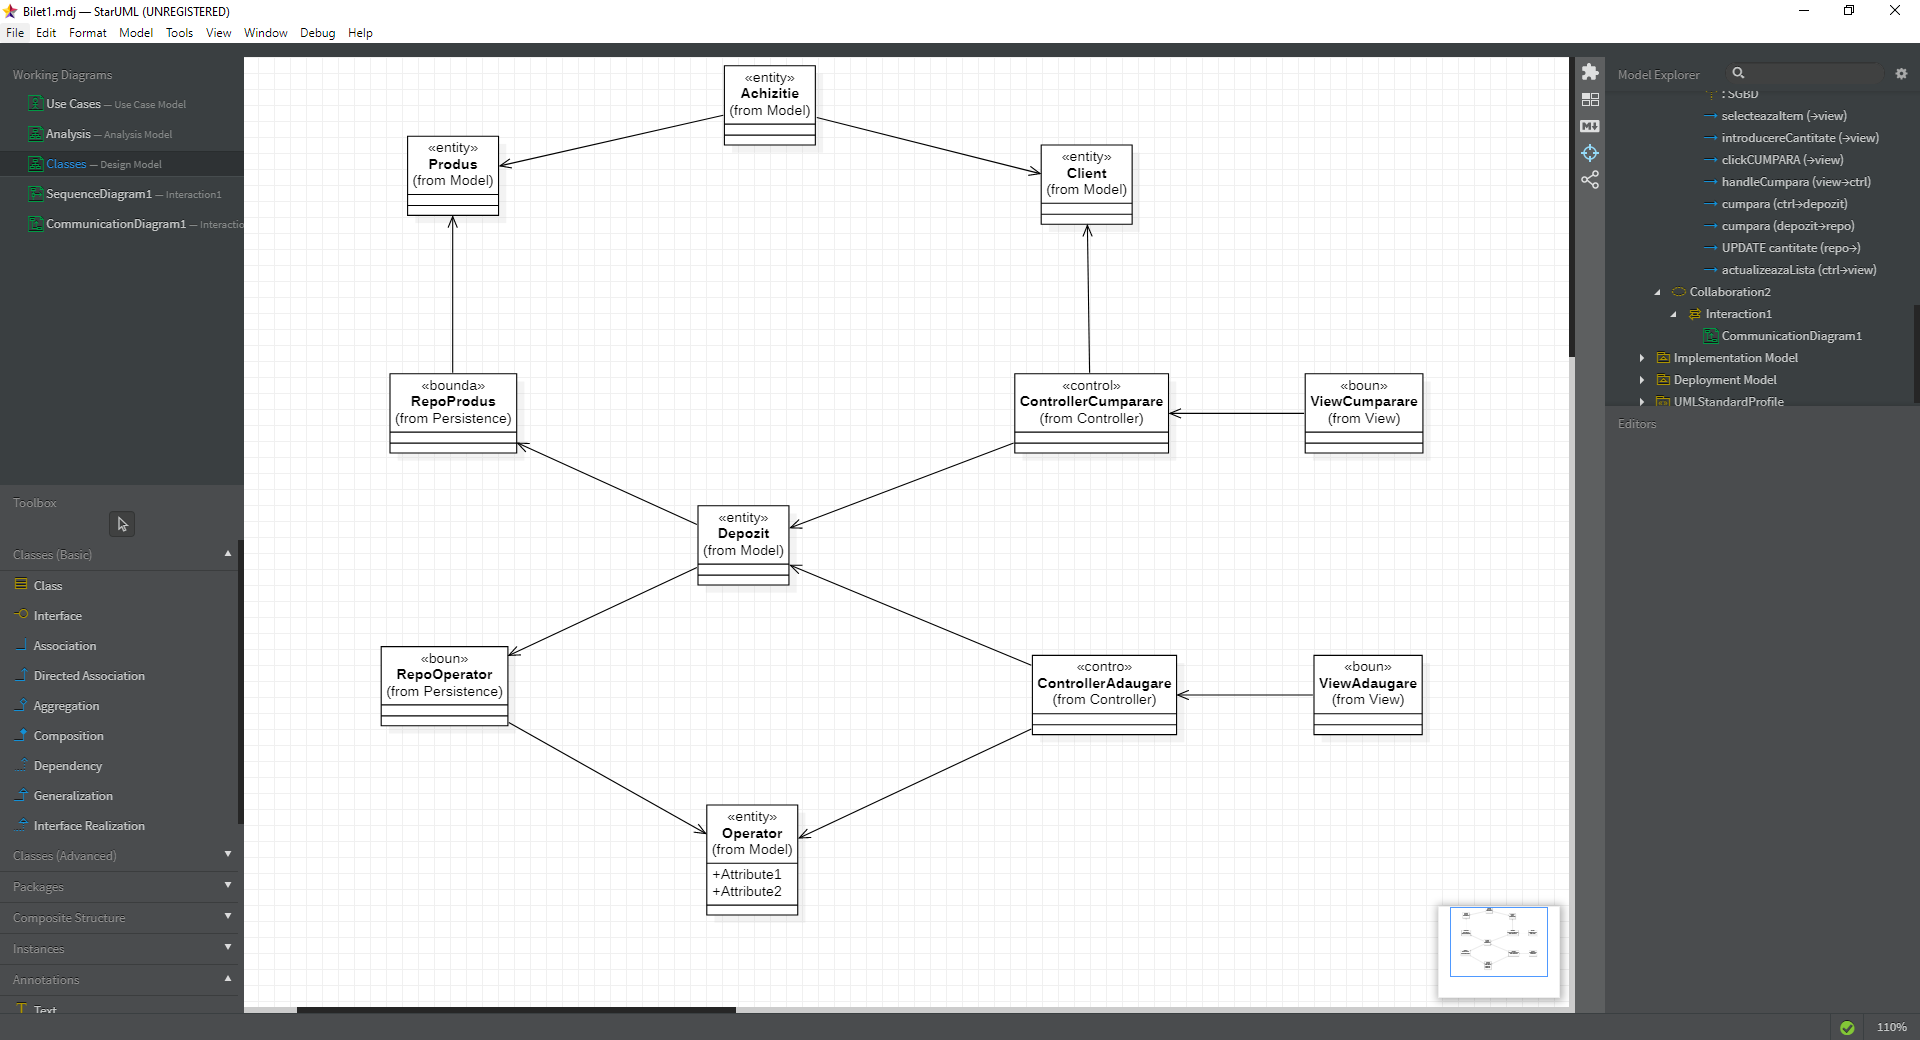 Bilet1.mdj — StarUML (UNREGISTERED)
File Edit Format Model Tools View Window Debug Help
Working Diagrams
Use Cases — Use Case Model
Analysis — Analysis Model
Classes — Design Model
SequenceDiagram1 — Interaction1
CommunicationDiagram1 — Interactio
Toolbox
Classes (Basic)
Class
Interface
Association
Directed Association
Aggregation
Composition
Dependency
Generalization
Interface Realization
Classes (Advanced)
Packages
Composite Structure
Instances
Annotations
Text
«entity»
Achizitie
(from Model)
«entity»
Produs
(from Model)
«entity»
Client
(from Model)
«bounda»
RepoProdus
(from Persistence)
«control»
ControllerCumparare
(from Controller)
«boun»
ViewCumparare
(from View)
«entity»
Depozit
(from Model)
«boun»
RepoOperator
(from Persistence)
«contro»
ControllerAdaugare
(from Controller)
«boun»
ViewAdaugare
(from View)
«entity»
Operator
(from Model)
+Attribute1
+Attribute2
Model Explorer
: SGBD
selecteazaItem (→view)
introducereCantitate (→view)
clickCUMPARA (→view)
handleCumpara (view→ctrl)
cumpara (ctrl→depozit)
cumpara (depozit→repo)
UPDATE cantitate (repo→)
actualizeazaLista (ctrl→view)
Collaboration2
Interaction1
CommunicationDiagram1
Implementation Model
Deployment Model
UMLStandardProfile
Editors
110%